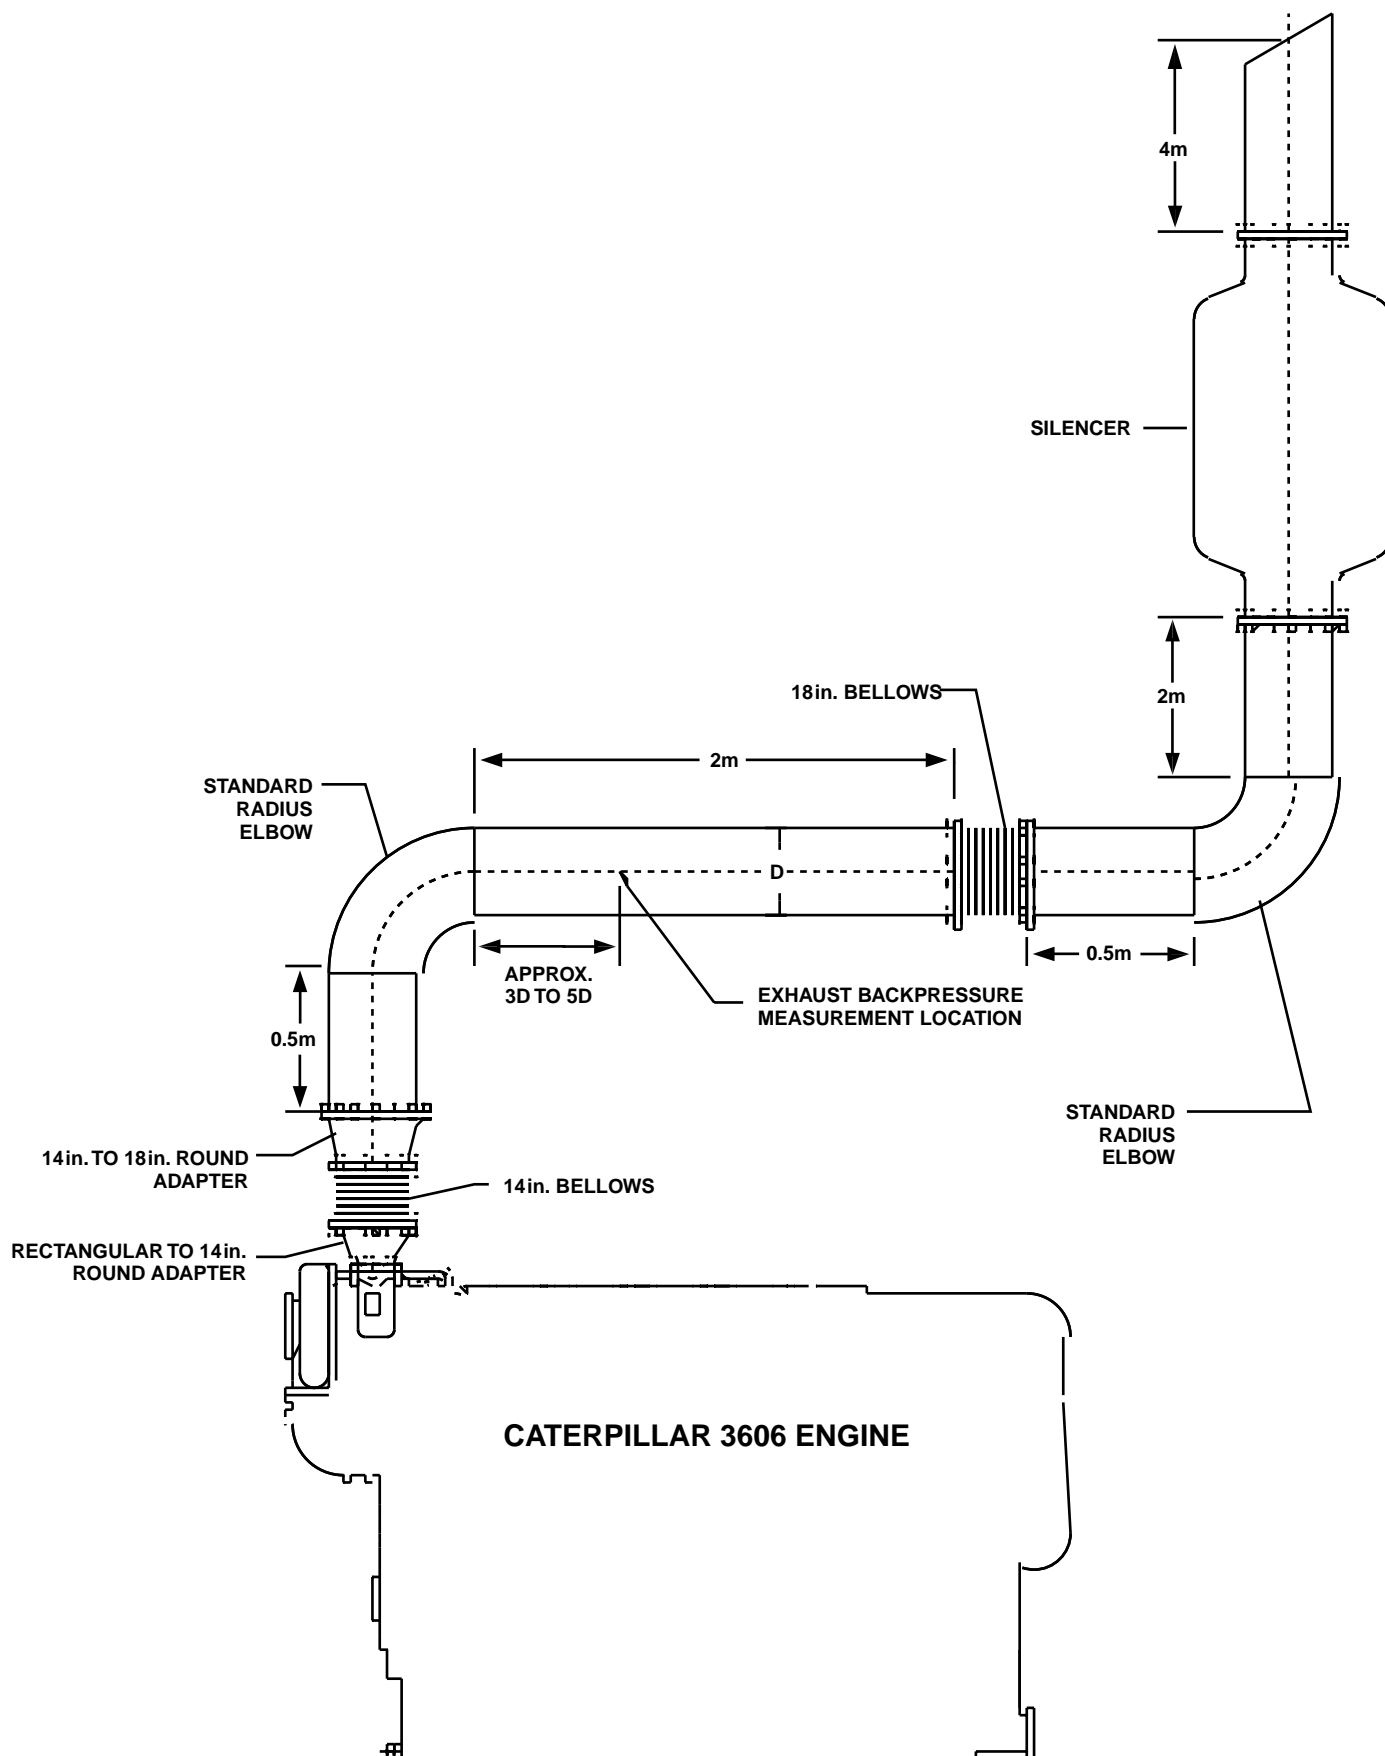 4m
SILENCER
2m
18in. BELLOWS
2m
STANDARD
RADIUS
ELBOW
D
0.5m
APPROX.
3D TO 5D
EXHAUST BACKPRESSURE
MEASUREMENT LOCATION
0.5m
STANDARD
RADIUS
ELBOW
14in. TO 18in. ROUND
ADAPTER
14in. BELLOWS
RECTANGULAR TO 14in.
ROUND ADAPTER
CATERPILLAR 3606 ENGINE